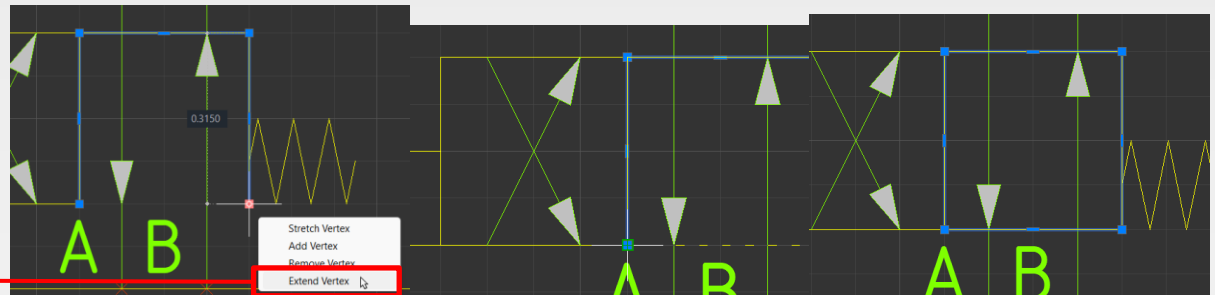 0.3150
Stretch Vertex
Add Vertex
Remove Vertex
Extend Vertex
A B
A B
A B